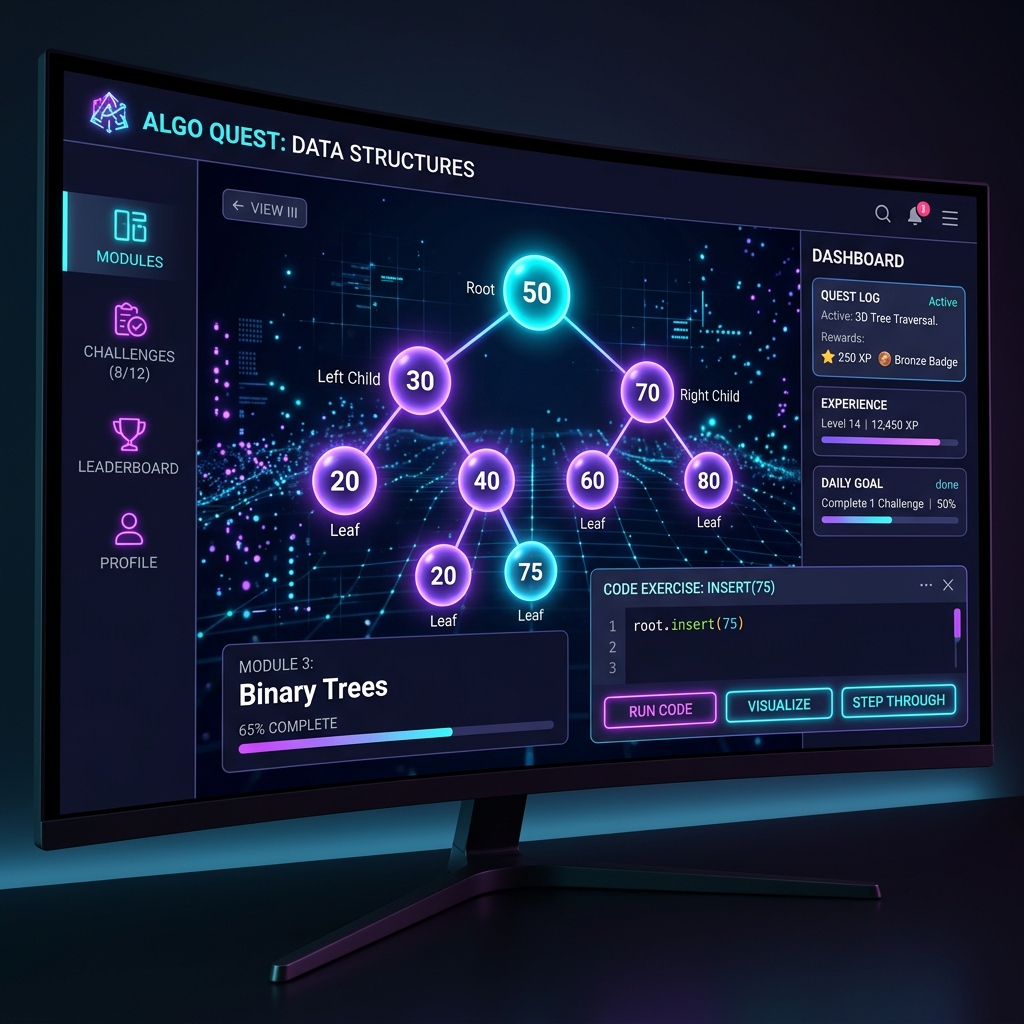 ALGO QUEST: DATA STRUCTURES
MODULES
CHALLENGES
(8/12)
LEADERBOARD
PROFILE
← VIEW III
Root
50
Left Child
30
70
Right Child
20
40
60
80
Leaf
Leaf
Leaf
20
75
Leaf
Leaf
MODULE 3:
Binary Trees
65% COMPLETE
DASHBOARD
QUEST LOG
Active
Active: 3D Tree Traversal.
Rewards:
250 XP
Bronze Badge
EXPERIENCE
Level 14 | 12,450 XP
DAILY GOAL
done
Complete 1 Challenge | 50%
CODE EXERCISE: INSERT(75)
1 root.insert(75)
2
3
RUN CODE
VISUALIZE
STEP THROUGH